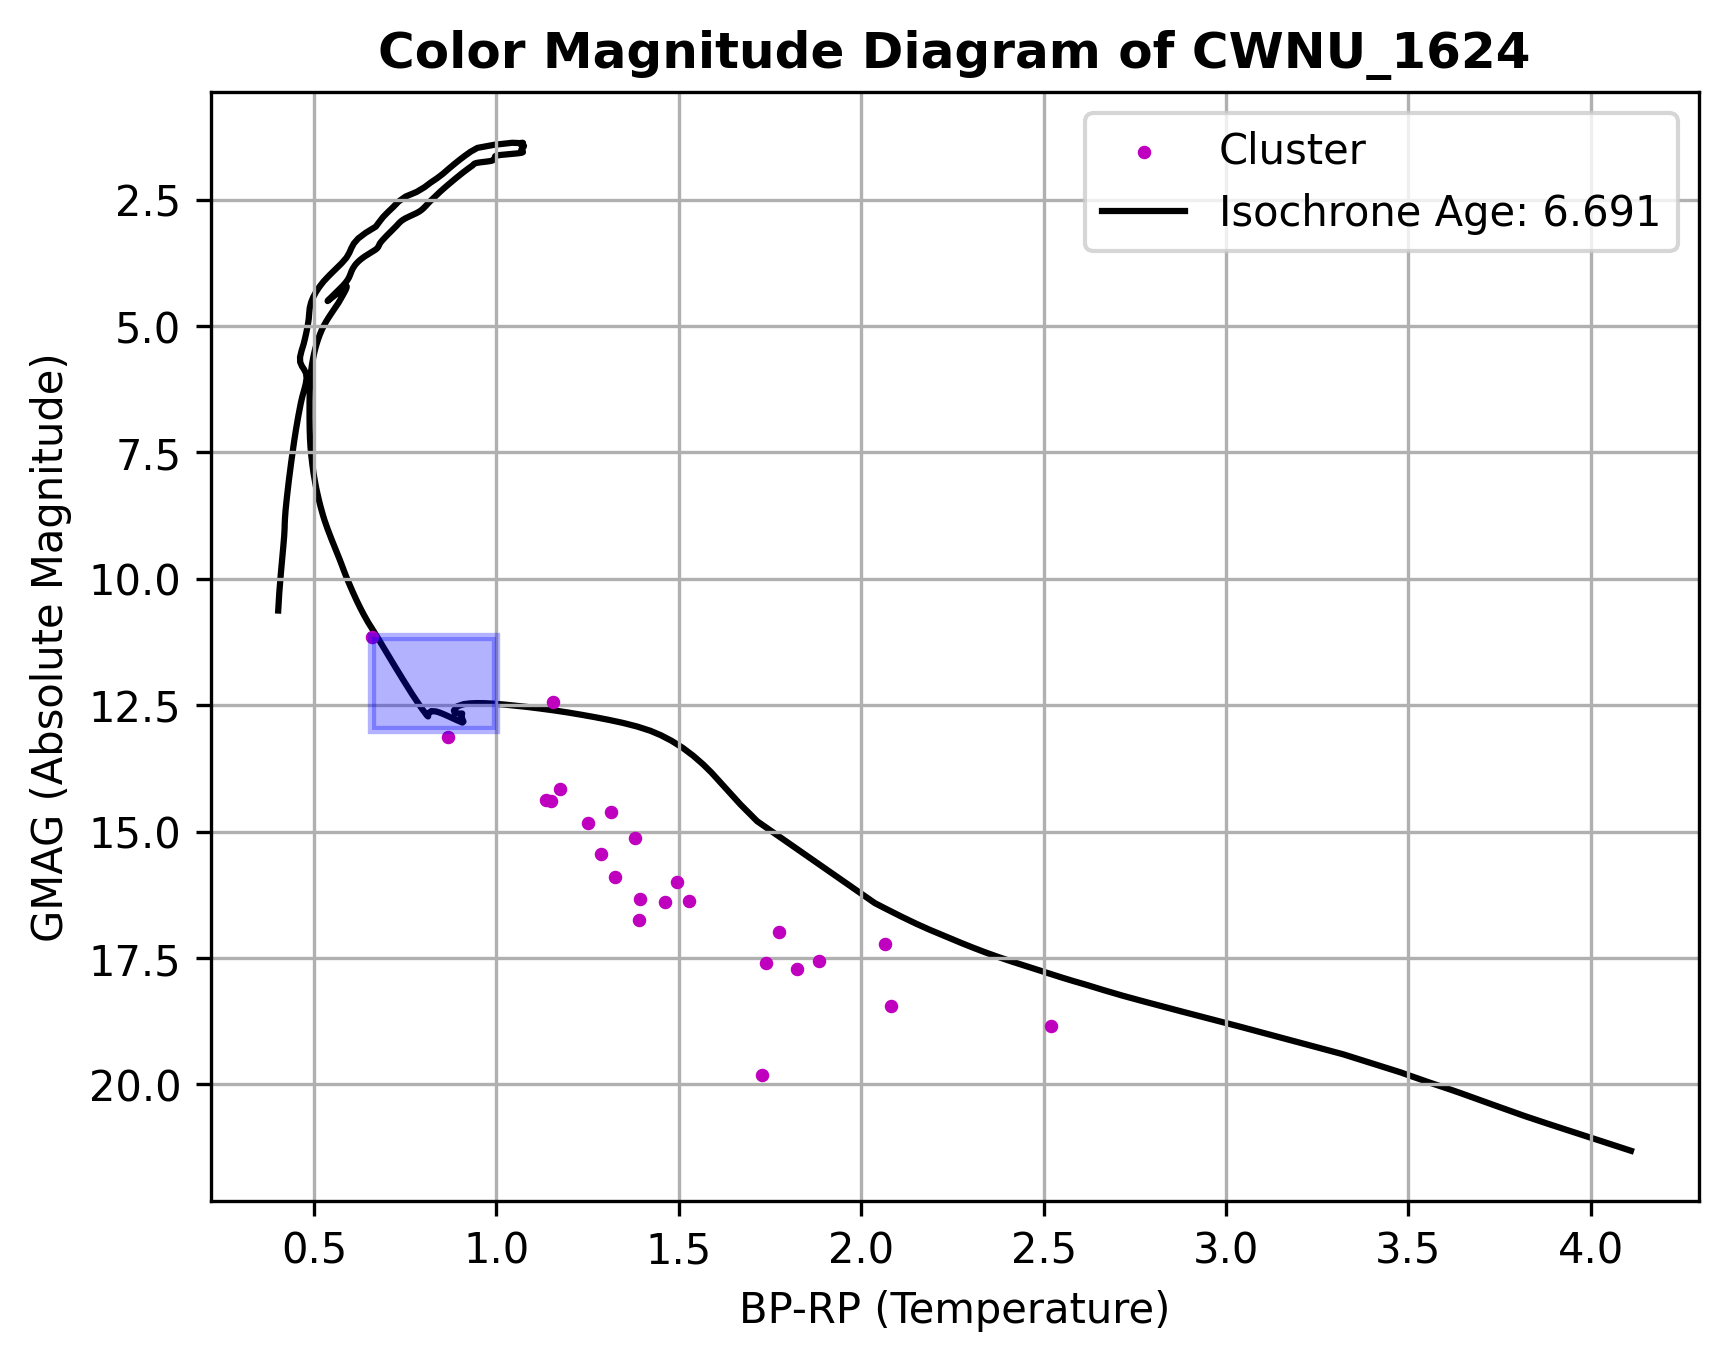 Color Magnitude Diagram of CWNU_1624
Cluster
Isochrone Age: 6.691
GMAG (Absolute Magnitude)
2.5
5.0
7.5
10.0
12.5
15.0
17.5
20.0
0.5 1.0 1.5 2.0 2.5 3.0 3.5 4.0
BP-RP (Temperature)